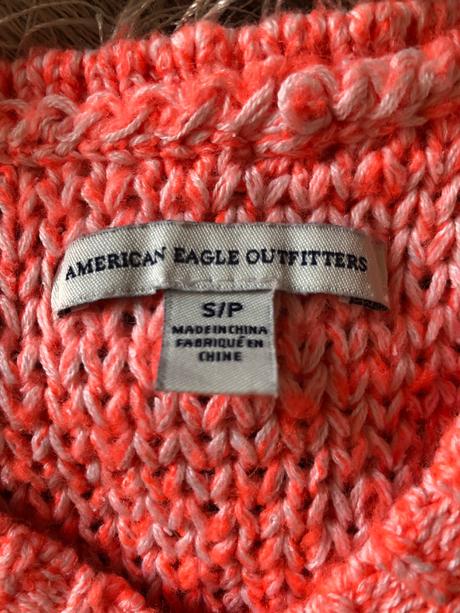 AMERICAN EAGLE OUTFITTERS
S/P
MADE IN CHINA
FABRIQUÉ EN
CHINE